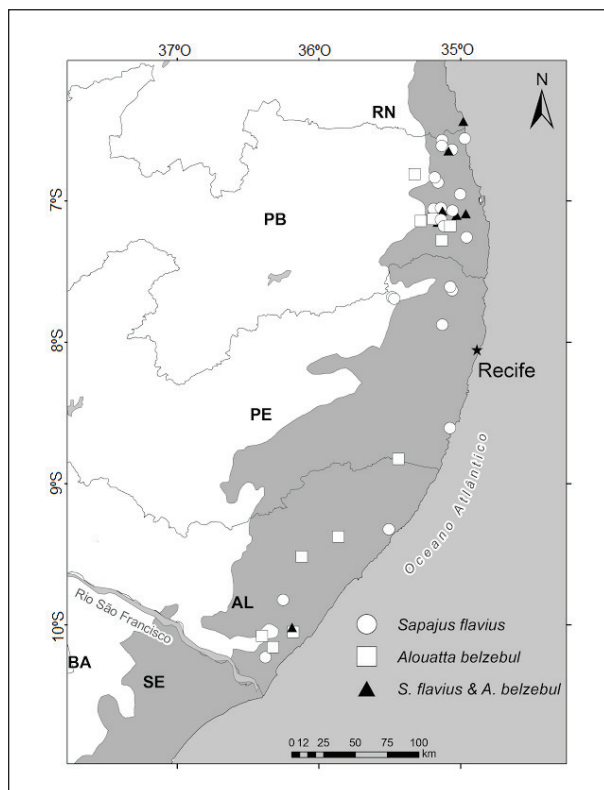 37°O 36°O 35°O
N
RN
7°S
PB
8°S
Recife
PE
9°S
Oceano Atlântico
AL
Rio São Francisco
10°S
Sapajus flavius
BA
Alouatta belzebul
SE
S. flavius & A. belzebul
0 12 25 50 75 100
km